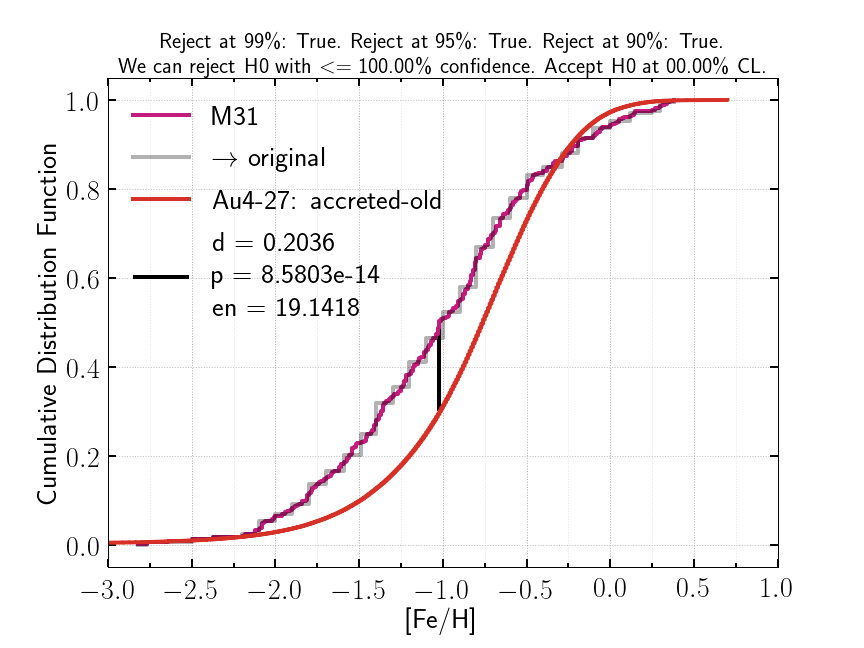 Reject at 99%: True. Reject at 95%: True. Reject at 90%: True.
We can reject H0 with <= 100.00% confidence. Accept H0 at 00.00% CL.
M31
→ original
Au4-27: accreted-old
d = 0.2036
p = 8.5803e-14
en = 19.1418
Cumulative Distribution Function
1.0
0.8
0.6
0.4
0.2
0.0
−3.0 −2.5 −2.0 −1.5 −1.0 −0.5 0.0 0.5 1.0
[Fe/H]